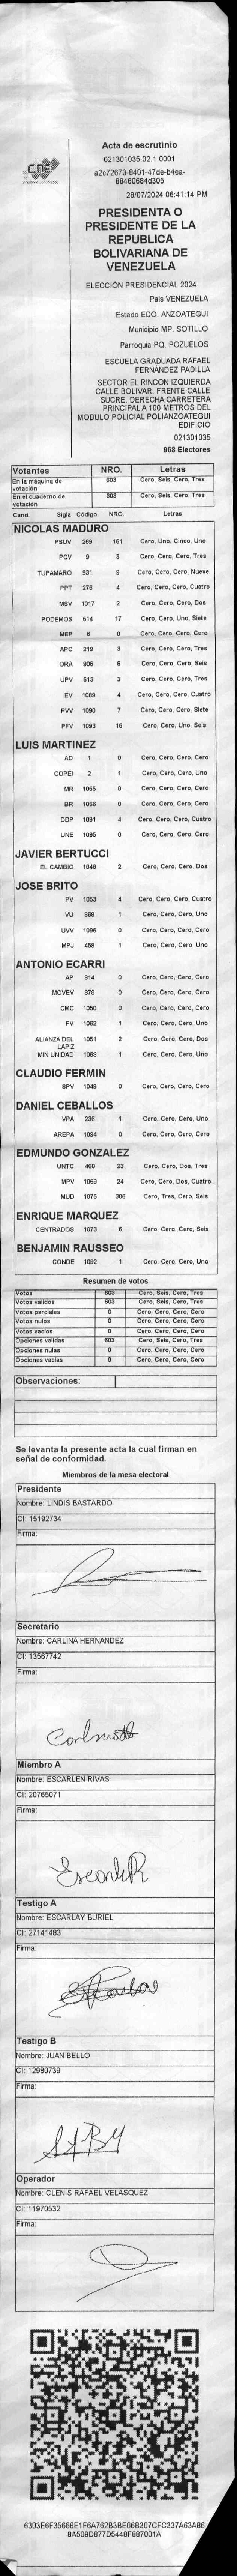 CNE
Acta de escrutinio
021301035.02.1.0001
a2c72673-8401-47de-b4ea-
89460684d305
28/07/2024 06:41:14 PM
PRESIDENTA O
PRESIDENTE DE LA
REPUBLICA
BOLIVARIANA DE
VENEZUELA
ELECCIÓN PRESIDENCIAL 2024
Pais VENEZUELA
Estado EDO. ANZOATEGUI
Municipio MP. SOTILLO
Parroquia PQ. POZUELOS
ESCUELA GRADUADA RAFAEL
FERNÁNDEZ PADILLA
SECTOR EL RINCON IZQUIERDA
CALLE BOLIVAR. FRENTE CALLE
SUCRE. DERECHA CARRETERA
PRINCIPAL A 100 METROS DEL
MODULO POLICIAL POLIANZOATEGUI
EDIFICIO
021301035
968 Electores
Votantes NRO. Letras
En la máquina de votación 603 Cero, Seis, Cero, Tres
En el cuaderno de votación 603 Cero, Seis, Cero, Tres
Cand. Sigla Codigo NRO. Letras
NICOLAS MADURO
PSUV 269 151 Cero, Uno, Cinco, Uno
PCV 9 3 Cero, Cero, Cero, Tres
TUPAMARO 931 9 Cero, Cero, Cero, Nueve
PPT 276 4 Cero, Cero, Cero, Cuatro
MSV 1017 2 Cero, Cero, Cero, Dos
PODEMOS 514 17 Cero, Cero, Uno, Siete
MEP 6 0 Cero, Cero, Cero, Cero
APC 219 3 Cero, Cero, Cero, Tres
ORA 906 6 Cero, Cero, Cero, Seis
UPV 513 3 Cero, Cero, Cero, Tres
EV 1089 4 Cero, Cero, Cero, Cuatro
PVV 1090 7 Cero, Cero, Cero, Siete
PFV 1093 16 Cero, Cero, Uno, Seis
LUIS MARTINEZ
AD 1 0 Cero, Cero, Cero, Cero
COPEI 2 1 Cero, Cero, Cero, Uno
MR 1065 0 Cero, Cero, Cero, Cero
BR 1066 0 Cero, Cero, Cero, Cero
DDP 1091 4 Cero, Cero, Cero, Cuatro
UNE 1095 0 Cero, Cero, Cero, Cero
JAVIER BERTUCCI
EL CAMBIO 1048 2 Cero, Cero, Cero, Dos
JOSE BRITO
PV 1053 4 Cero, Cero, Cero, Cuatro
VU 869 1 Cero, Cero, Cero, Uno
UVV 1096 0 Cero, Cero, Cero, Cero
MPJ 458 1 Cero, Cero, Cero, Uno
ANTONIO ECARRI
AP 814 0 Cero, Cero, Cero, Cero
MOVEV 878 0 Cero, Cero, Cero, Cero
CMC 1050 0 Cero, Cero, Cero, Cero
FV 1062 1 Cero, Cero, Cero, Uno
ALIANZA DEL LAPIZ 1051 2 Cero, Cero, Cero, Dos
MIN UNIDAD 1068 1 Cero, Cero, Cero, Uno
CLAUDIO FERMIN
SPV 1049 0 Cero, Cero, Cero, Cero
DANIEL CEBALLOS
VPA 236 1 Cero, Cero, Cero, Uno
AREPA 1094 0 Cero, Cero, Cero, Cero
EDMUNDO GONZALEZ
UNTC 460 23 Cero, Cero, Dos, Tres
MPV 1069 24 Cero, Cero, Dos, Cuatro
MUD 1076 306 Cero, Tres, Cero, Seis
ENRIQUE MARQUEZ
CENTRADOS 1073 6 Cero, Cero, Cero, Seis
BENJAMIN RAUSSEO
CONDE 1092 1 Cero, Cero, Cero, Uno
Resumen de votos
Votos 603 Cero, Seis, Cero, Tres
Votos validos 603 Cero, Seis, Cero, Tres
Votos parciales 0 Cero, Cero, Cero, Cero
Votos nulos 0 Cero, Cero, Cero, Cero
Votos vacios 0 Cero, Cero, Cero, Cero
Opciones validas 603 Cero, Seis, Cero, Tres
Opciones nulas 0 Cero, Cero, Cero, Cero
Opciones vacias 0 Cero, Cero, Cero, Cero
Observaciones:
Se levanta la presente acta la cual firman en
señal de conformidad.
Miembros de la mesa electoral
Presidente
Nombre: LINDIS BASTARDO
CI: 15192734
Firma:
Secretario
Nombre: CARLINA HERNANDEZ
CI: 13567742
Firma:
Miembro A
Nombre: ESCARLEN RIVAS
CI: 20765071
Firma:
Testigo A
Nombre: ESCARLAY BURIEL
CI: 27141483
Firma:
Testigo B
Nombre: JUAN BELLO
CI: 12980739
Firma:
Operador
Nombre: CLENIS RAFAEL VELASQUEZ
CI: 11970532
Firma:
6303E6F35668E1F6A762B3BE06B307CFC337A63A86
8A509D877D5448F887001A